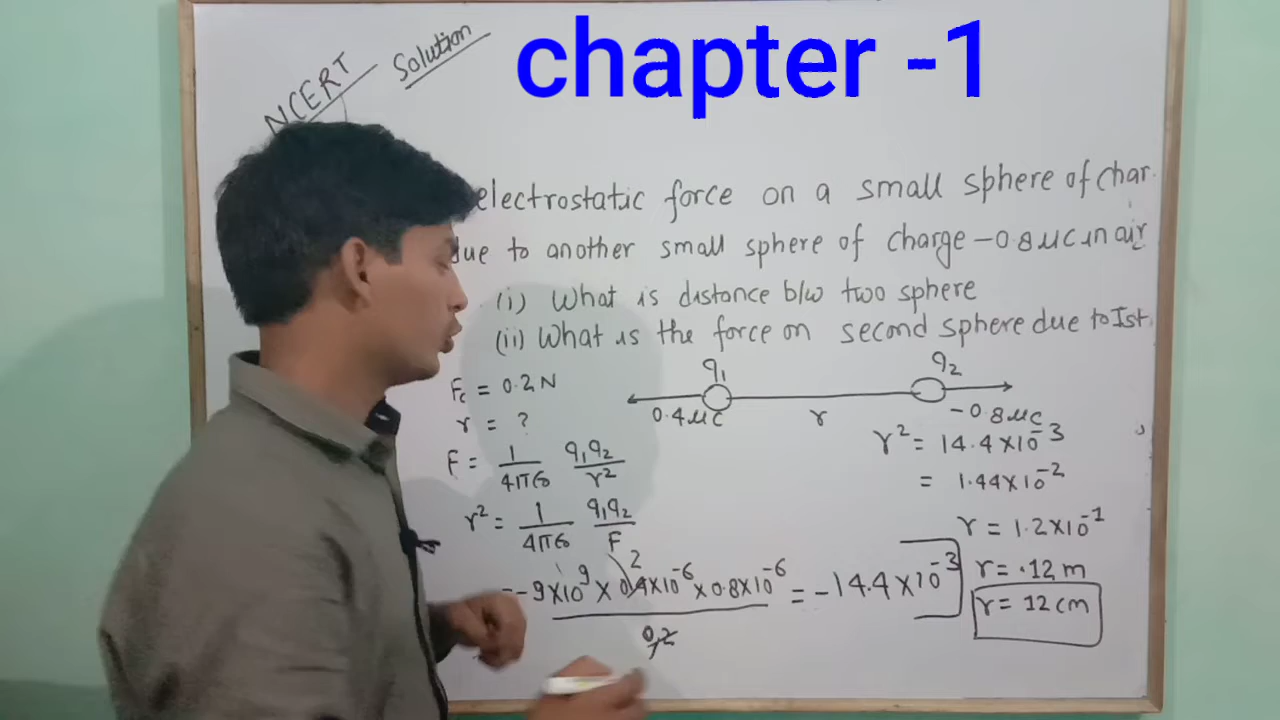 chapter -1
NCERT Solution
electrostatic force on a small sphere of char.
due to another small sphere of charge -0.8 μC in air
(i) What is distance b/w two sphere
(ii) What is the force on second sphere due to Ist.
q1 q2
0.4 μC r -0.8 μC
Fc = 0.2 N
r = ?
F = 1/4πε0 q1q2/r²
r² = 1/4πε0 q1q2/F
= -9×10⁹ × 0.4×10⁻⁶ × 0.8×10⁻⁶ / 0.2 = -14.4×10⁻³
2
1
r² = 14.4×10⁻³
= 1.44×10⁻²
r = 1.2×10⁻¹
r = .12 m
r = 12 cm